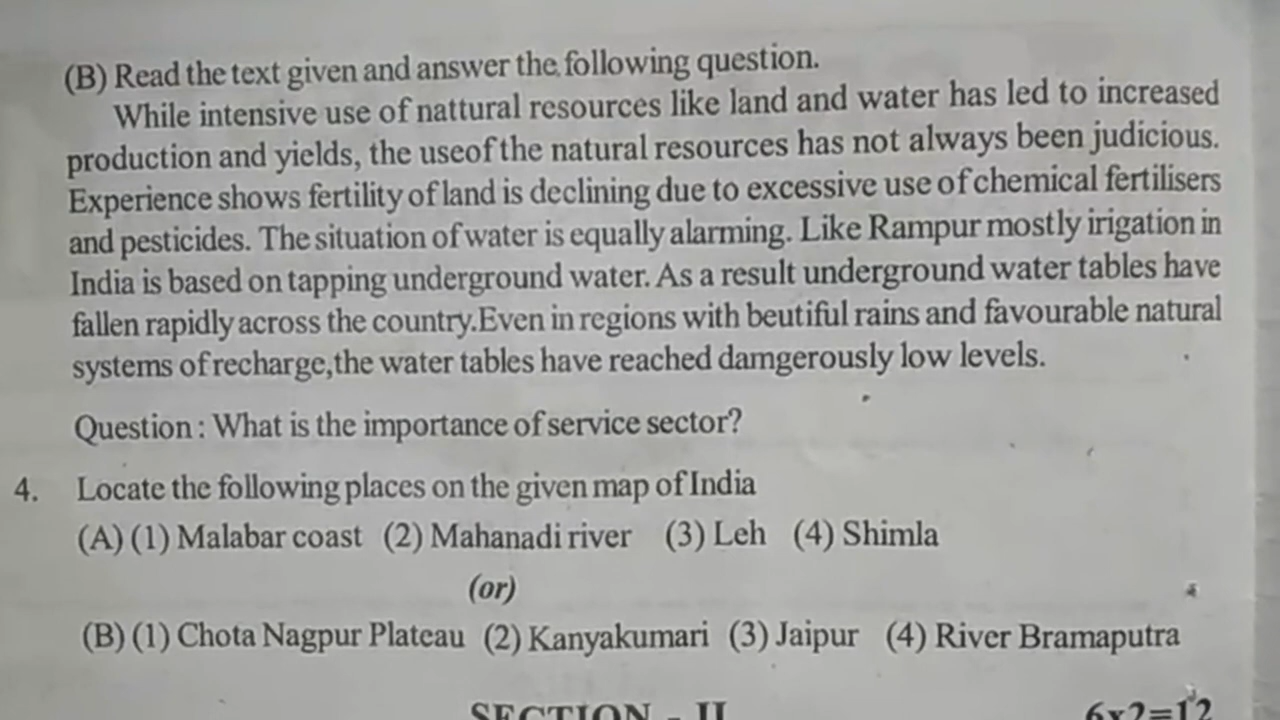 (B) Read the text given and answer the following question.
While intensive use of nattural resources like land and water has led to increased
production and yields, the useof the natural resources has not always been judicious.
Experience shows fertility of land is declining due to excessive use of chemical fertilisers
and pesticides. The situation of water is equally alarming. Like Rampur mostly irigation in
India is based on tapping underground water. As a result underground water tables have
fallen rapidly across the country.Even in regions with beutiful rains and favourable natural
systems of recharge,the water tables have reached damgerously low levels.
Question : What is the importance of service sector?
4. Locate the following places on the given map of India
(A) (1) Malabar coast (2) Mahanadi river (3) Leh (4) Shimla
(or)
(B) (1) Chota Nagpur Plateau (2) Kanyakumari (3) Jaipur (4) River Bramaputra
SECTION - II 6x2=12